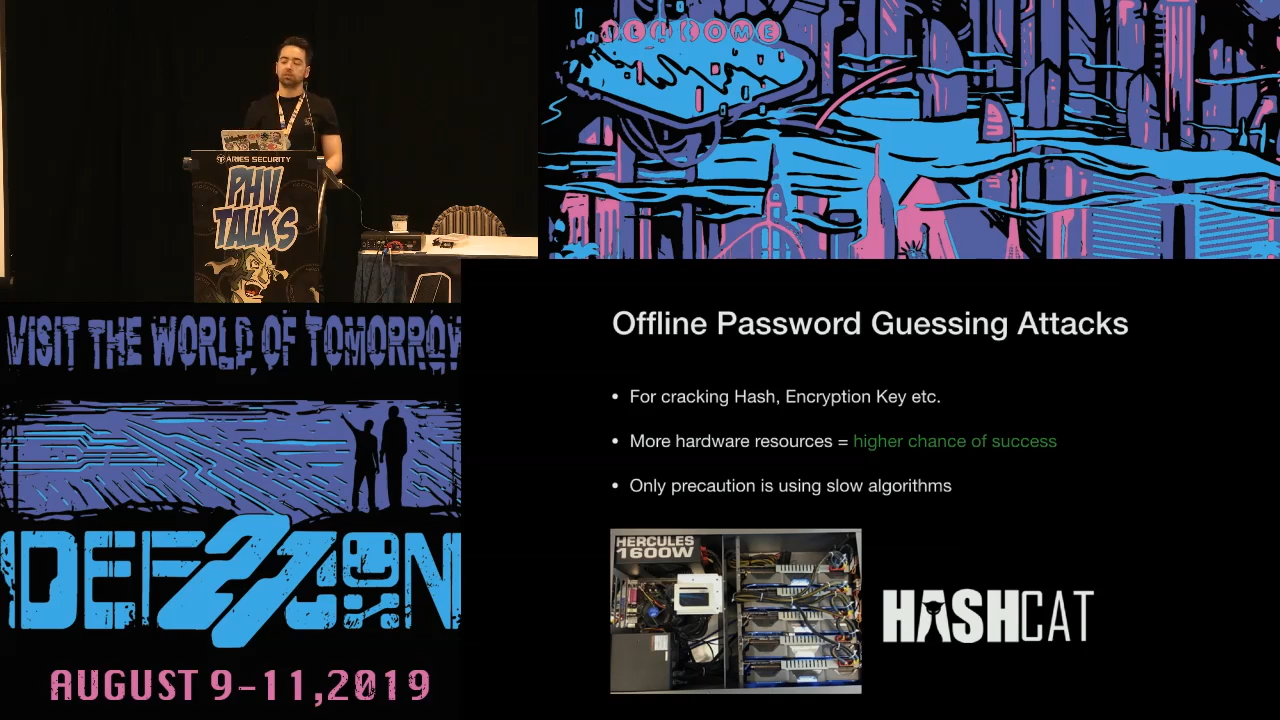 WELCOME
ARIES SECURITY
PHV
TALKS
VISIT THE WORLD OF TOMORROW
DEF CON
27
AUGUST 9-11,2019
Offline Password Guessing Attacks
• For cracking Hash, Encryption Key etc.
• More hardware resources = higher chance of success
• Only precaution is using slow algorithms
HERCULES
1600W
HASHCAT